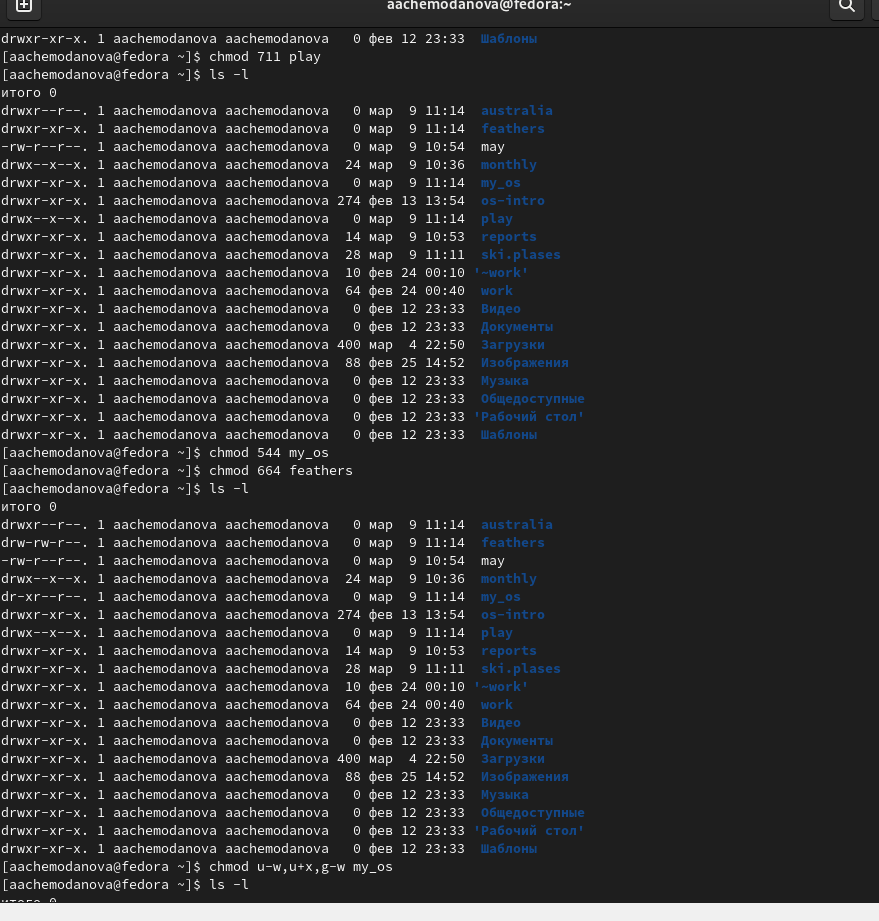 aachemodanova@fedora:~
drwxr-xr-x. 1 aachemodanova aachemodanova   0 фев 12 23:33  Шаблоны
[aachemodanova@fedora ~]$ chmod 711 play
[aachemodanova@fedora ~]$ ls -l
итого 0
drwxr--r--. 1 aachemodanova aachemodanova   0 мар  9 11:14  australia
drwxr-xr-x. 1 aachemodanova aachemodanova   0 мар  9 11:14  feathers
-rw-r--r--. 1 aachemodanova aachemodanova   0 мар  9 10:54  may
drwx--x--x. 1 aachemodanova aachemodanova  24 мар  9 10:36  monthly
drwxr-xr-x. 1 aachemodanova aachemodanova   0 мар  9 11:14  my_os
drwxr-xr-x. 1 aachemodanova aachemodanova 274 фев 13 13:54  os-intro
drwx--x--x. 1 aachemodanova aachemodanova   0 мар  9 11:14  play
drwxr-xr-x. 1 aachemodanova aachemodanova  14 мар  9 10:53  reports
drwxr-xr-x. 1 aachemodanova aachemodanova  28 мар  9 11:11  ski.plases
drwxr-xr-x. 1 aachemodanova aachemodanova  10 фев 24 00:10 '~work'
drwxr-xr-x. 1 aachemodanova aachemodanova  64 фев 24 00:40  work
drwxr-xr-x. 1 aachemodanova aachemodanova   0 фев 12 23:33  Видео
drwxr-xr-x. 1 aachemodanova aachemodanova   0 фев 12 23:33  Документы
drwxr-xr-x. 1 aachemodanova aachemodanova 400 мар  4 22:50  Загрузки
drwxr-xr-x. 1 aachemodanova aachemodanova  88 фев 25 14:52  Изображения
drwxr-xr-x. 1 aachemodanova aachemodanova   0 фев 12 23:33  Музыка
drwxr-xr-x. 1 aachemodanova aachemodanova   0 фев 12 23:33  Общедоступные
drwxr-xr-x. 1 aachemodanova aachemodanova   0 фев 12 23:33 'Рабочий стол'
drwxr-xr-x. 1 aachemodanova aachemodanova   0 фев 12 23:33  Шаблоны
[aachemodanova@fedora ~]$ chmod 544 my_os
[aachemodanova@fedora ~]$ chmod 664 feathers
[aachemodanova@fedora ~]$ ls -l
итого 0
drwxr--r--. 1 aachemodanova aachemodanova   0 мар  9 11:14  australia
drw-rw-r--. 1 aachemodanova aachemodanova   0 мар  9 11:14  feathers
-rw-r--r--. 1 aachemodanova aachemodanova   0 мар  9 10:54  may
drwx--x--x. 1 aachemodanova aachemodanova  24 мар  9 10:36  monthly
dr-xr--r--. 1 aachemodanova aachemodanova   0 мар  9 11:14  my_os
drwxr-xr-x. 1 aachemodanova aachemodanova 274 фев 13 13:54  os-intro
drwx--x--x. 1 aachemodanova aachemodanova   0 мар  9 11:14  play
drwxr-xr-x. 1 aachemodanova aachemodanova  14 мар  9 10:53  reports
drwxr-xr-x. 1 aachemodanova aachemodanova  28 мар  9 11:11  ski.plases
drwxr-xr-x. 1 aachemodanova aachemodanova  10 фев 24 00:10 '~work'
drwxr-xr-x. 1 aachemodanova aachemodanova  64 фев 24 00:40  work
drwxr-xr-x. 1 aachemodanova aachemodanova   0 фев 12 23:33  Видео
drwxr-xr-x. 1 aachemodanova aachemodanova   0 фев 12 23:33  Документы
drwxr-xr-x. 1 aachemodanova aachemodanova 400 мар  4 22:50  Загрузки
drwxr-xr-x. 1 aachemodanova aachemodanova  88 фев 25 14:52  Изображения
drwxr-xr-x. 1 aachemodanova aachemodanova   0 фев 12 23:33  Музыка
drwxr-xr-x. 1 aachemodanova aachemodanova   0 фев 12 23:33  Общедоступные
drwxr-xr-x. 1 aachemodanova aachemodanova   0 фев 12 23:33 'Рабочий стол'
drwxr-xr-x. 1 aachemodanova aachemodanova   0 фев 12 23:33  Шаблоны
[aachemodanova@fedora ~]$ chmod u-w,u+x,g-w my_os
[aachemodanova@fedora ~]$ ls -l
итого 0